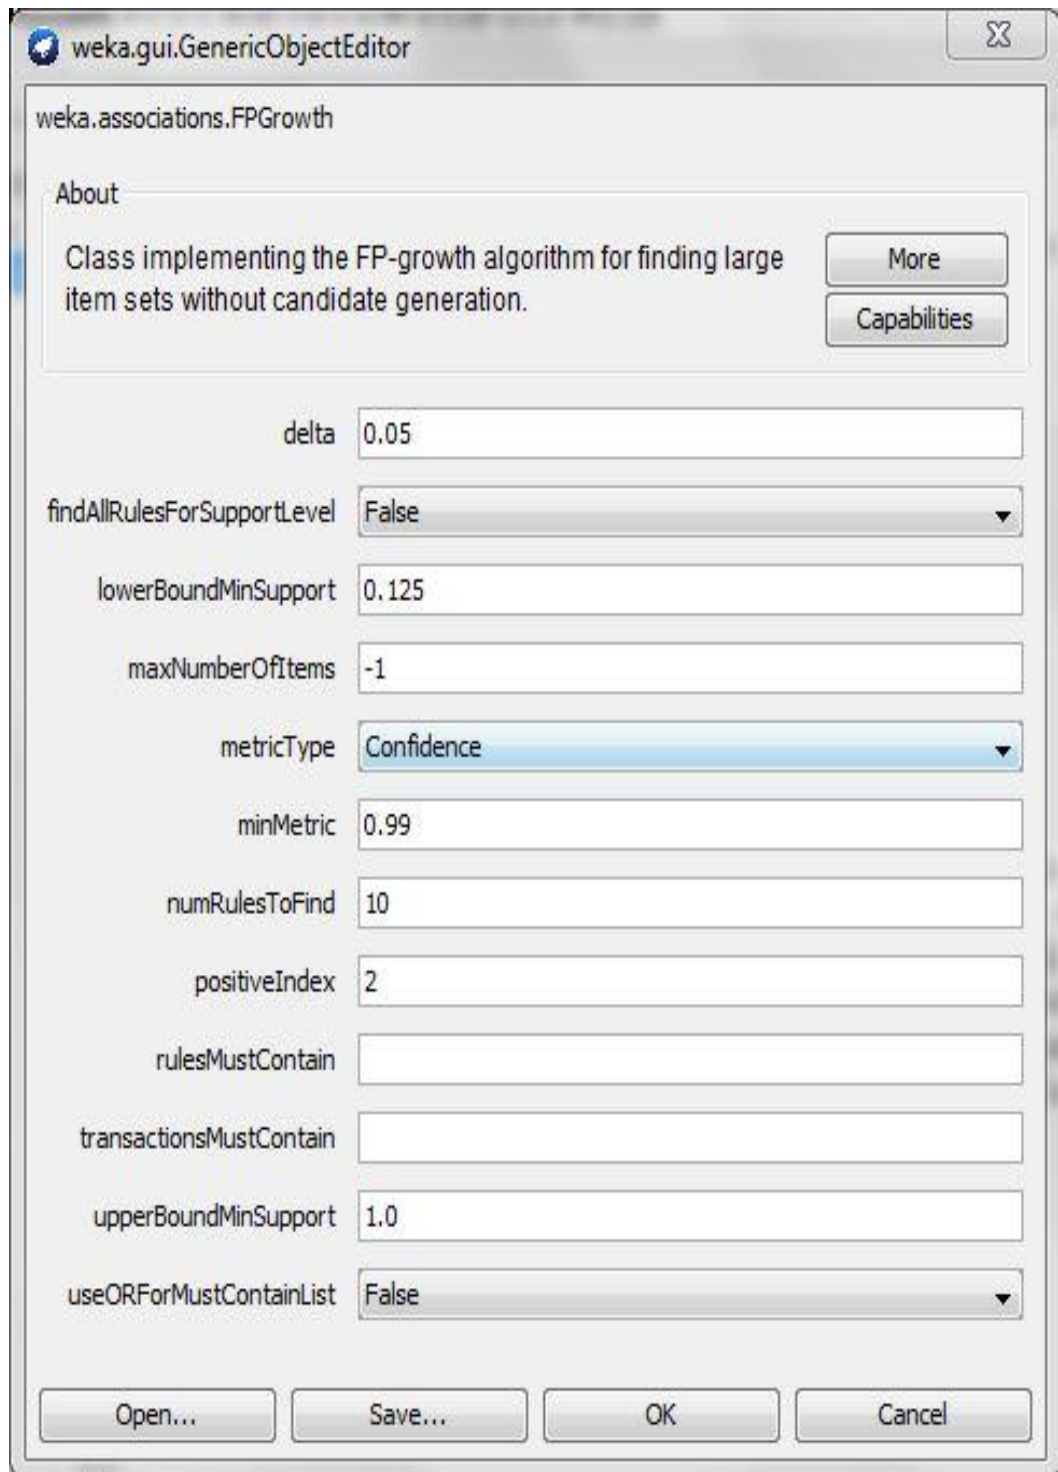 weka.gui.GenericObjectEditor
weka.associations.FPGrowth
About
Class implementing the FP-growth algorithm for finding large
item sets without candidate generation.
More
Capabilities
delta 0.05
findAllRulesForSupportLevel False
lowerBoundMinSupport 0.125
maxNumberOfItems -1
metricType Confidence
minMetric 0.99
numRulesToFind 10
positiveIndex 2
rulesMustContain
transactionsMustContain
upperBoundMinSupport 1.0
useORForMustContainList False
Open... Save... OK Cancel